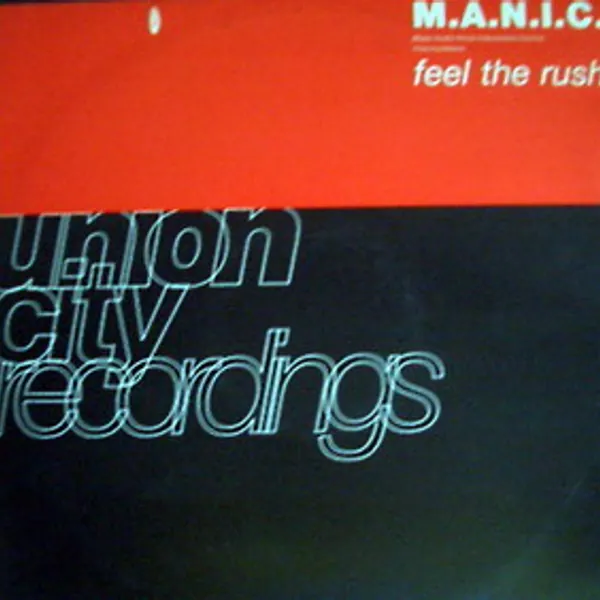 M.A.N.I.C.
feel the rush
union
city
recordings